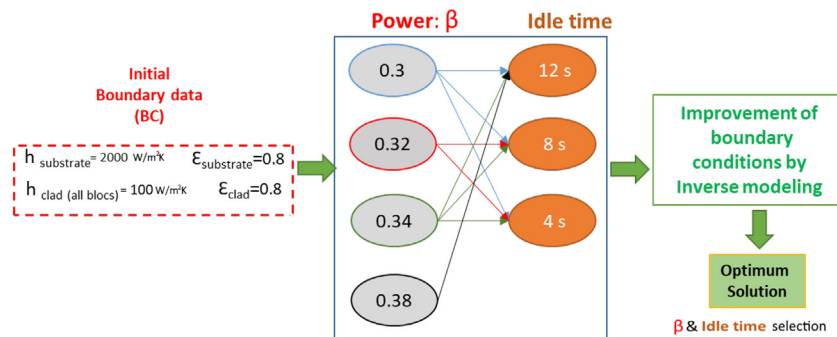 Power: β
Idle time
Initial
Boundary data
(BC)
h substrate= 2000 W/m²K   Ɛsubstrate=0.8
h clad (all blocs)= 100 W/m²K   Ɛclad=0.8
0.3
12 s
0.32
8 s
0.34
4 s
0.38
Improvement of
boundary
conditions by
Inverse modeling
Optimum
Solution
β & Idle time selection